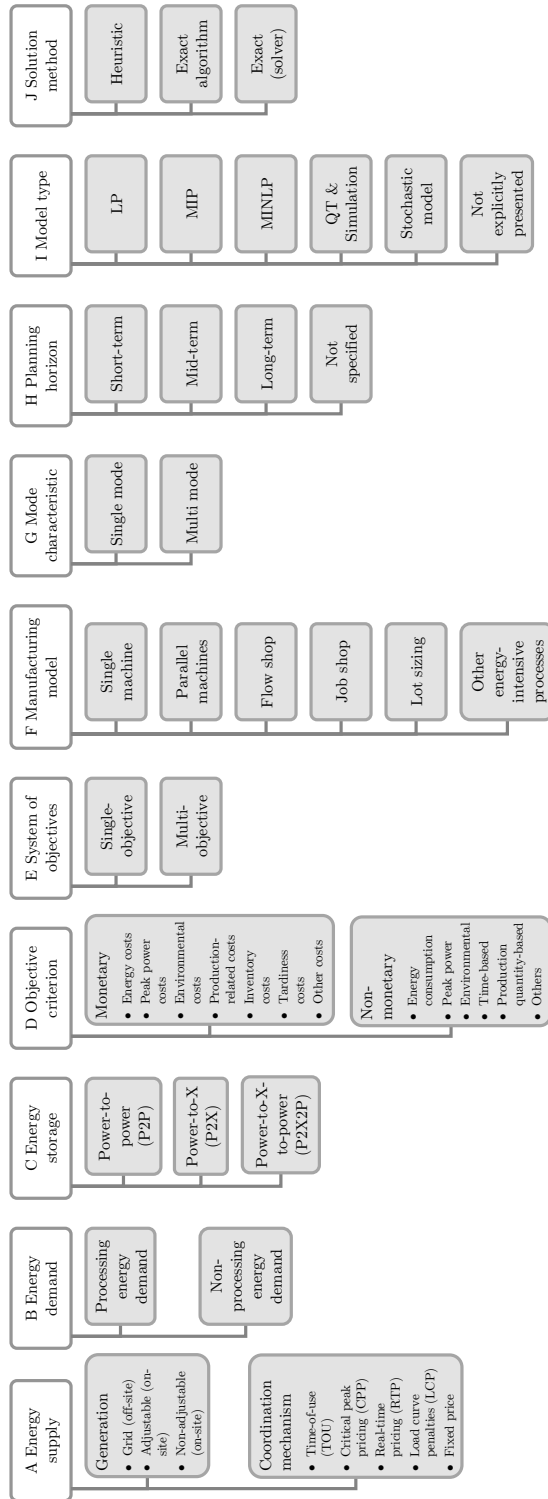 A Energy
supply
Generation
• Grid (off-site)
• Adjustable (on-
site)
• Non-adjustable
(on-site)
Coordination
mechanism
• Time-of-use
(TOU)
• Critical peak
pricing (CPP)
• Real-time
pricing (RTP)
• Load curve
penalties (LCP)
• Fixed price
B Energy
demand
Processing
energy
demand
Non-
processing
energy
demand
C Energy
storage
Power-to-
power
(P2P)
Power-to-X
(P2X)
Power-to-X-
to-power
(P2X2P)
D Objective
criterion
Monetary
• Energy costs
• Peak power
costs
• Environmental
costs
• Production-
related costs
• Inventory
costs
• Tardiness
costs
• Other costs
Non-
monetary
• Energy
consumption
• Peak power
• Environmental
• Time-based
• Production
quantity-based
• Others
E System of
objectives
Single-
objective
Multi-
objective
F Manufacturing
model
Single
machine
Parallel
machines
Flow shop
Job shop
Lot sizing
Other
energy-
intensive
processes
G Mode
characteristic
Single mode
Multi mode
H Planning
horizon
Short-term
Mid-term
Long-term
Not
specified
I Model type
LP
MIP
MINLP
QT &
Simulation
Stochastic
model
Not
explicitly
presented
J Solution
method
Heuristic
Exact
algorithm
Exact
(solver)